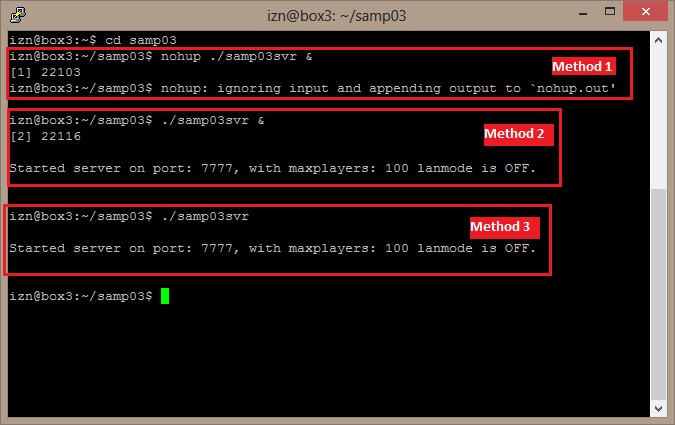 izn@box3: ~/samp03
izn@box3:~$ cd samp03
izn@box3:~/samp03$ nohup ./samp03svr &
[1] 22103
Method 1
izn@box3:~/samp03$ nohup: ignoring input and appending output to `nohup.out'
izn@box3:~/samp03$ ./samp03svr &
[2] 22116
Method 2
Started server on port: 7777, with maxplayers: 100 lanmode is OFF.
izn@box3:~/samp03$ ./samp03svr
Method 3
Started server on port: 7777, with maxplayers: 100 lanmode is OFF.
izn@box3:~/samp03$